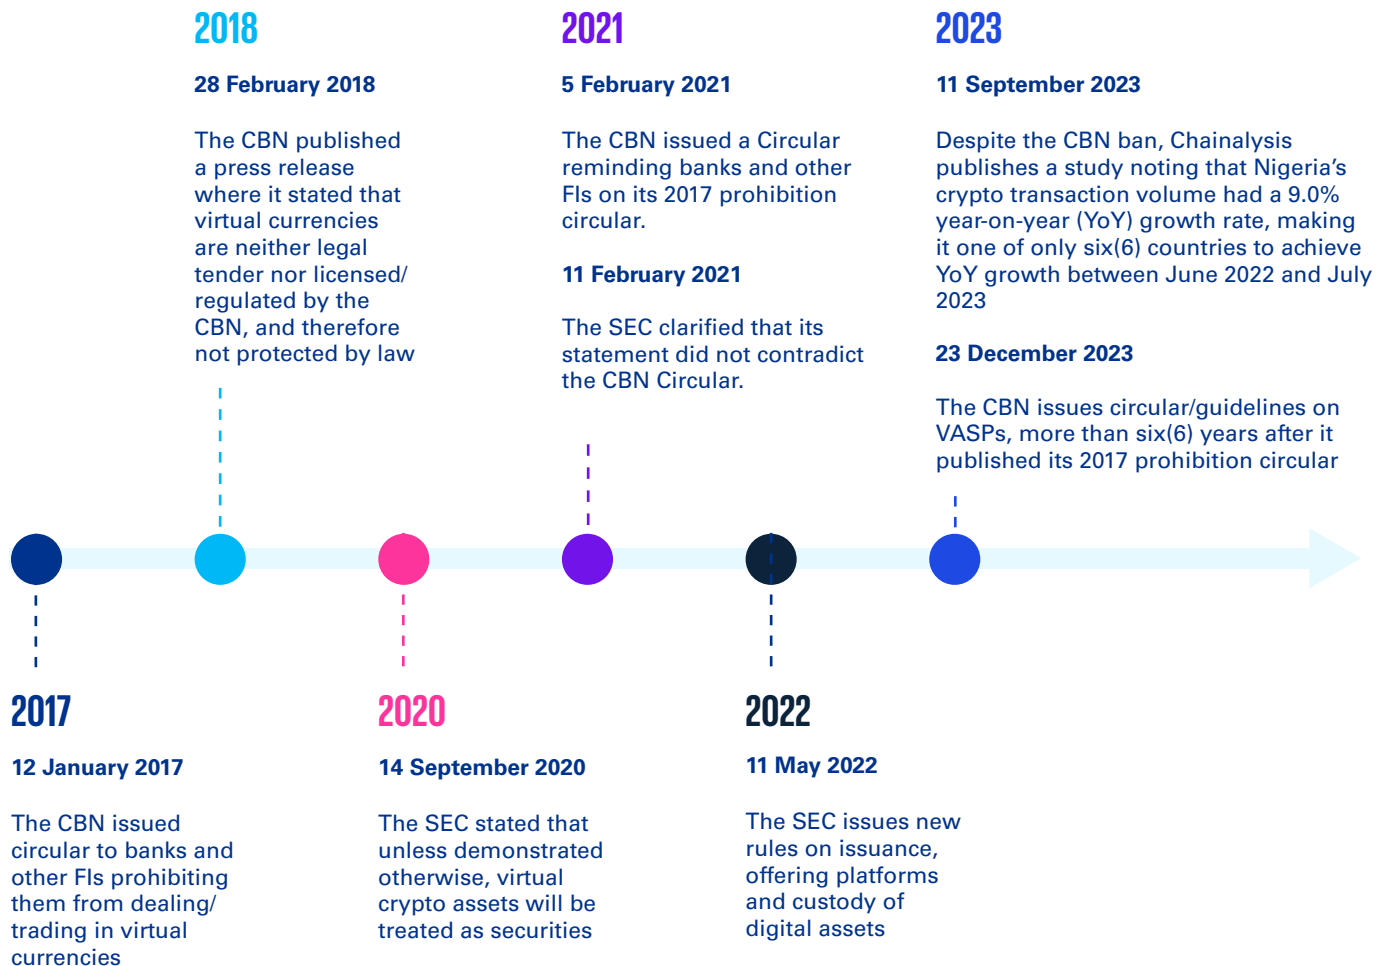 2018
28 February 2018
The CBN published
a press release
where it stated that
virtual currencies
are neither legal
tender nor licensed/
regulated by the
CBN, and therefore
not protected by law
2021
5 February 2021
The CBN issued a Circular
reminding banks and other
FIs on its 2017 prohibition
circular.
11 February 2021
The SEC clarified that its
statement did not contradict
the CBN Circular.
2023
11 September 2023
Despite the CBN ban, Chainalysis
publishes a study noting that Nigeria’s
crypto transaction volume had a 9.0%
year-on-year (YoY) growth rate, making
it one of only six(6) countries to achieve
YoY growth between June 2022 and July
2023
23 December 2023
The CBN issues circular/guidelines on
VASPs, more than six(6) years after it
published its 2017 prohibition circular
2017
12 January 2017
The CBN issued
circular to banks and
other FIs prohibiting
them from dealing/
trading in virtual
currencies
2020
14 September 2020
The SEC stated that
unless demonstrated
otherwise, virtual
crypto assets will be
treated as securities
2022
11 May 2022
The SEC issues new
rules on issuance,
offering platforms
and custody of
digital assets